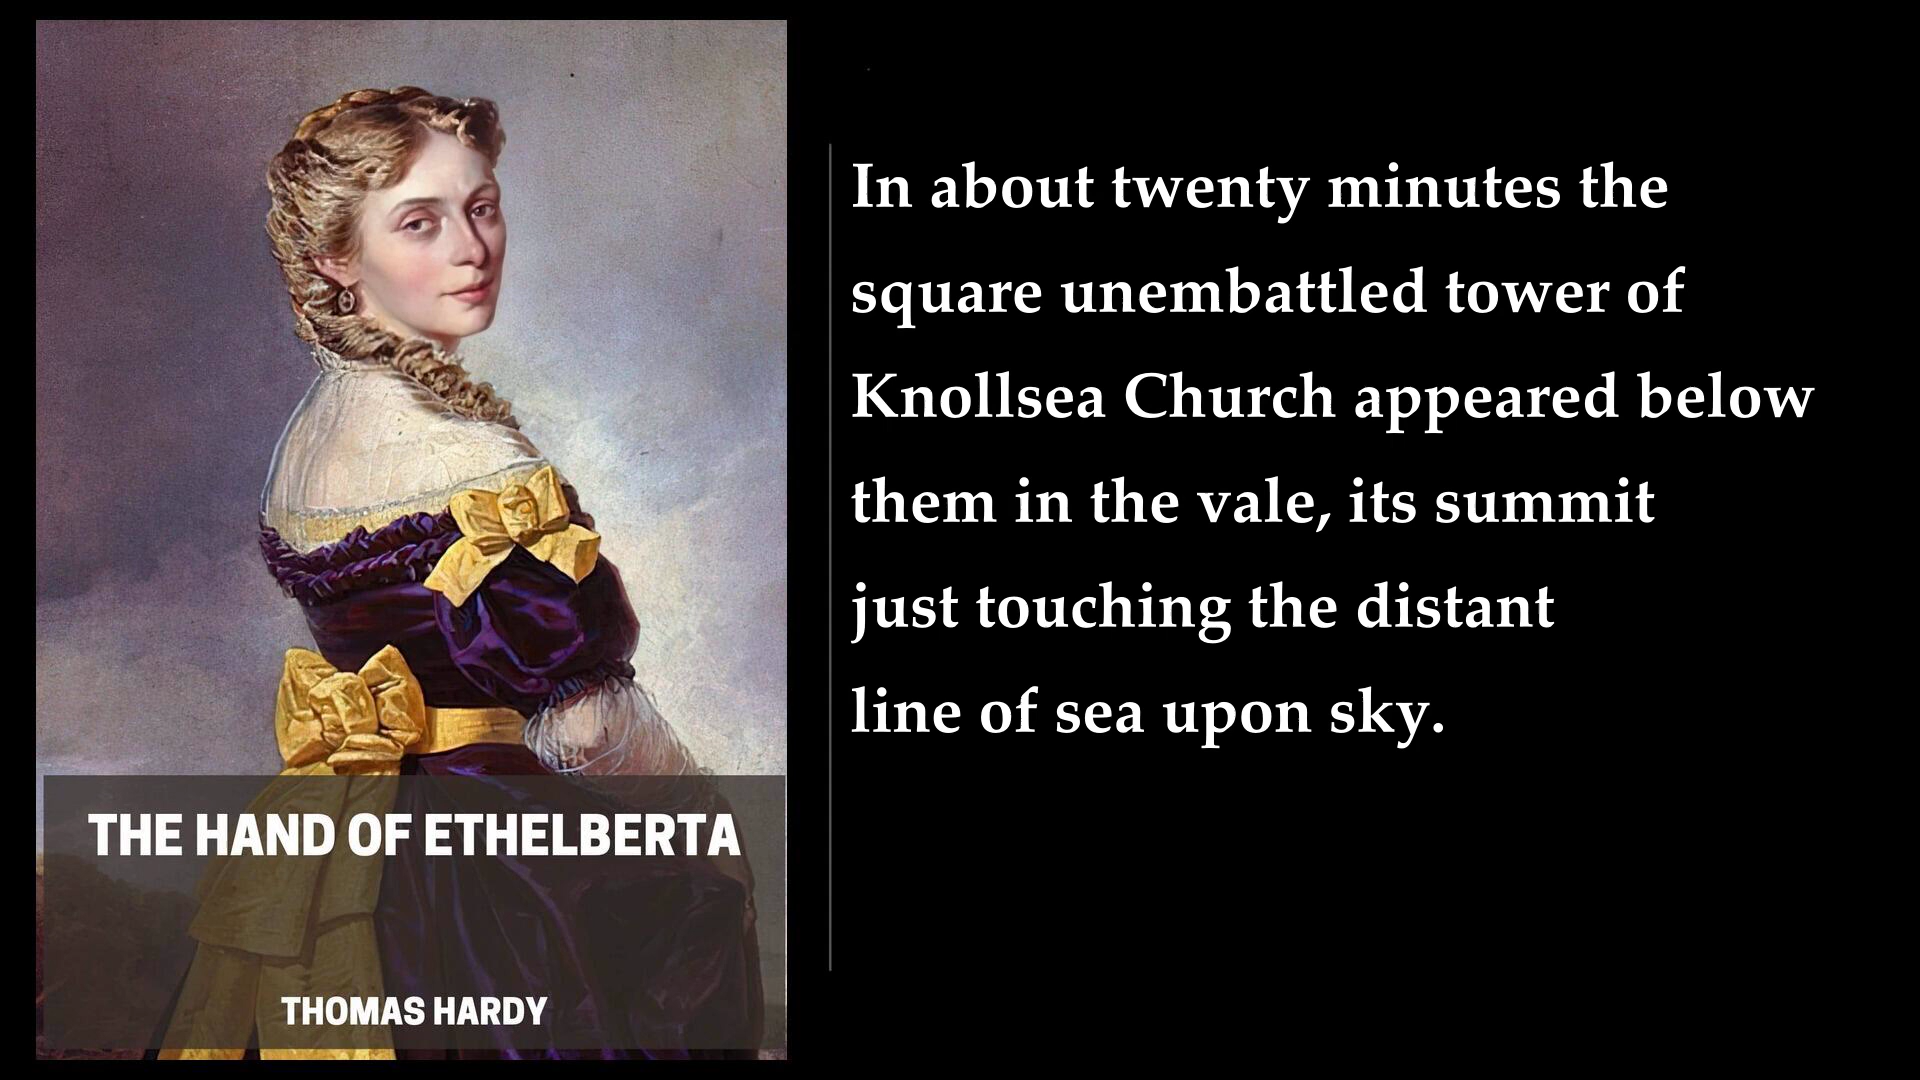 In about twenty minutes the
square unembattled tower of
Knollsea Church appeared below
them in the vale, its summit
just touching the distant
line of sea upon sky.
THE HAND OF ETHELBERTA
THOMAS HARDY